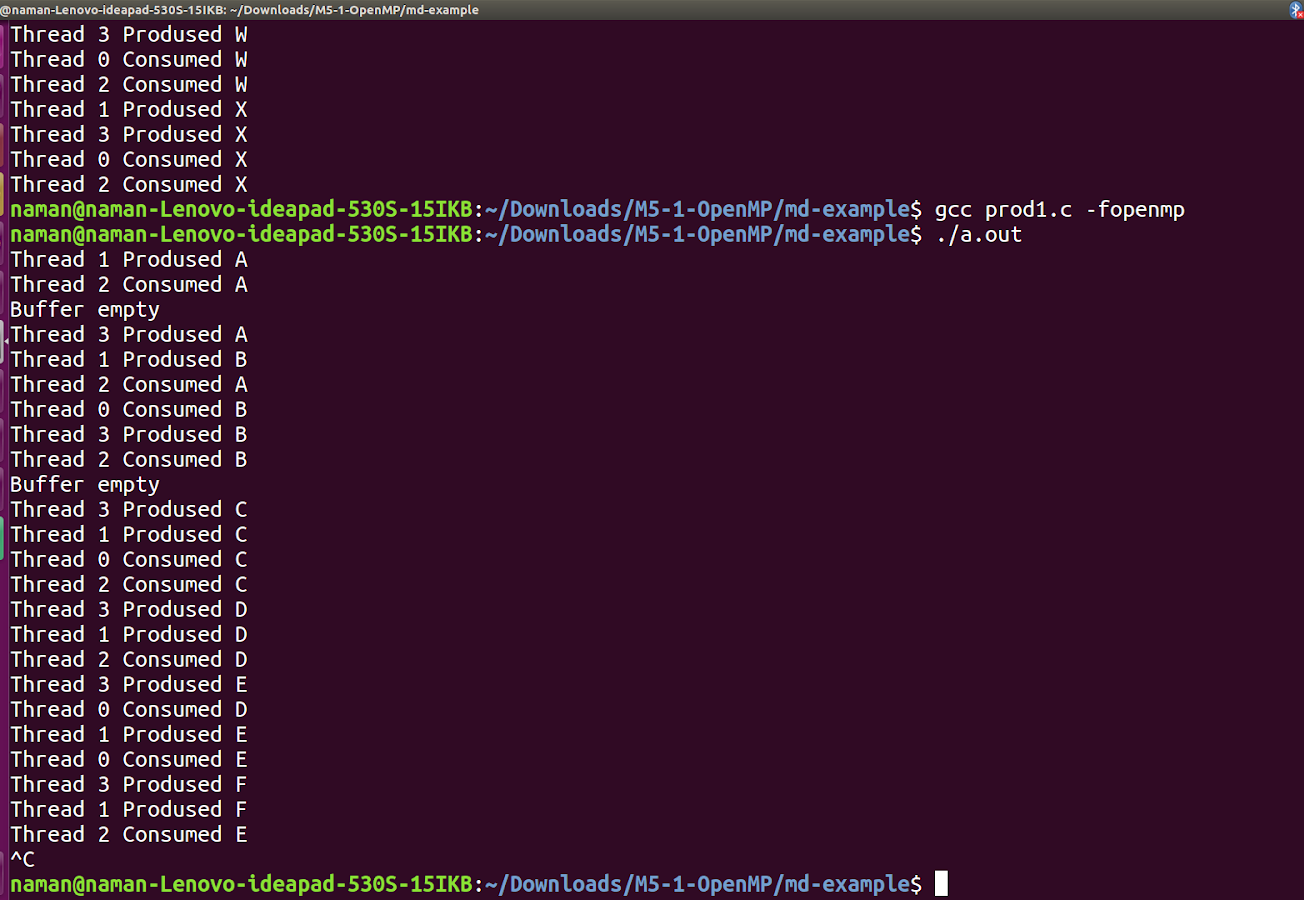 @naman-Lenovo-ideapad-530S-15IKB: ~/Downloads/M5-1-OpenMP/md-example
Thread 3 Prodused W
Thread 0 Consumed W
Thread 2 Consumed W
Thread 1 Prodused X
Thread 3 Prodused X
Thread 0 Consumed X
Thread 2 Consumed X
naman@naman-Lenovo-ideapad-530S-15IKB:~/Downloads/M5-1-OpenMP/md-example$ gcc prod1.c -fopenmp
naman@naman-Lenovo-ideapad-530S-15IKB:~/Downloads/M5-1-OpenMP/md-example$ ./a.out
Thread 1 Prodused A
Thread 2 Consumed A
Buffer empty
Thread 3 Prodused A
Thread 1 Prodused B
Thread 2 Consumed A
Thread 0 Consumed B
Thread 3 Prodused B
Thread 2 Consumed B
Buffer empty
Thread 3 Prodused C
Thread 1 Prodused C
Thread 0 Consumed C
Thread 2 Consumed C
Thread 3 Prodused D
Thread 1 Prodused D
Thread 2 Consumed D
Thread 3 Prodused E
Thread 0 Consumed D
Thread 1 Prodused E
Thread 0 Consumed E
Thread 3 Prodused F
Thread 1 Prodused F
Thread 2 Consumed E
^C
naman@naman-Lenovo-ideapad-530S-15IKB:~/Downloads/M5-1-OpenMP/md-example$